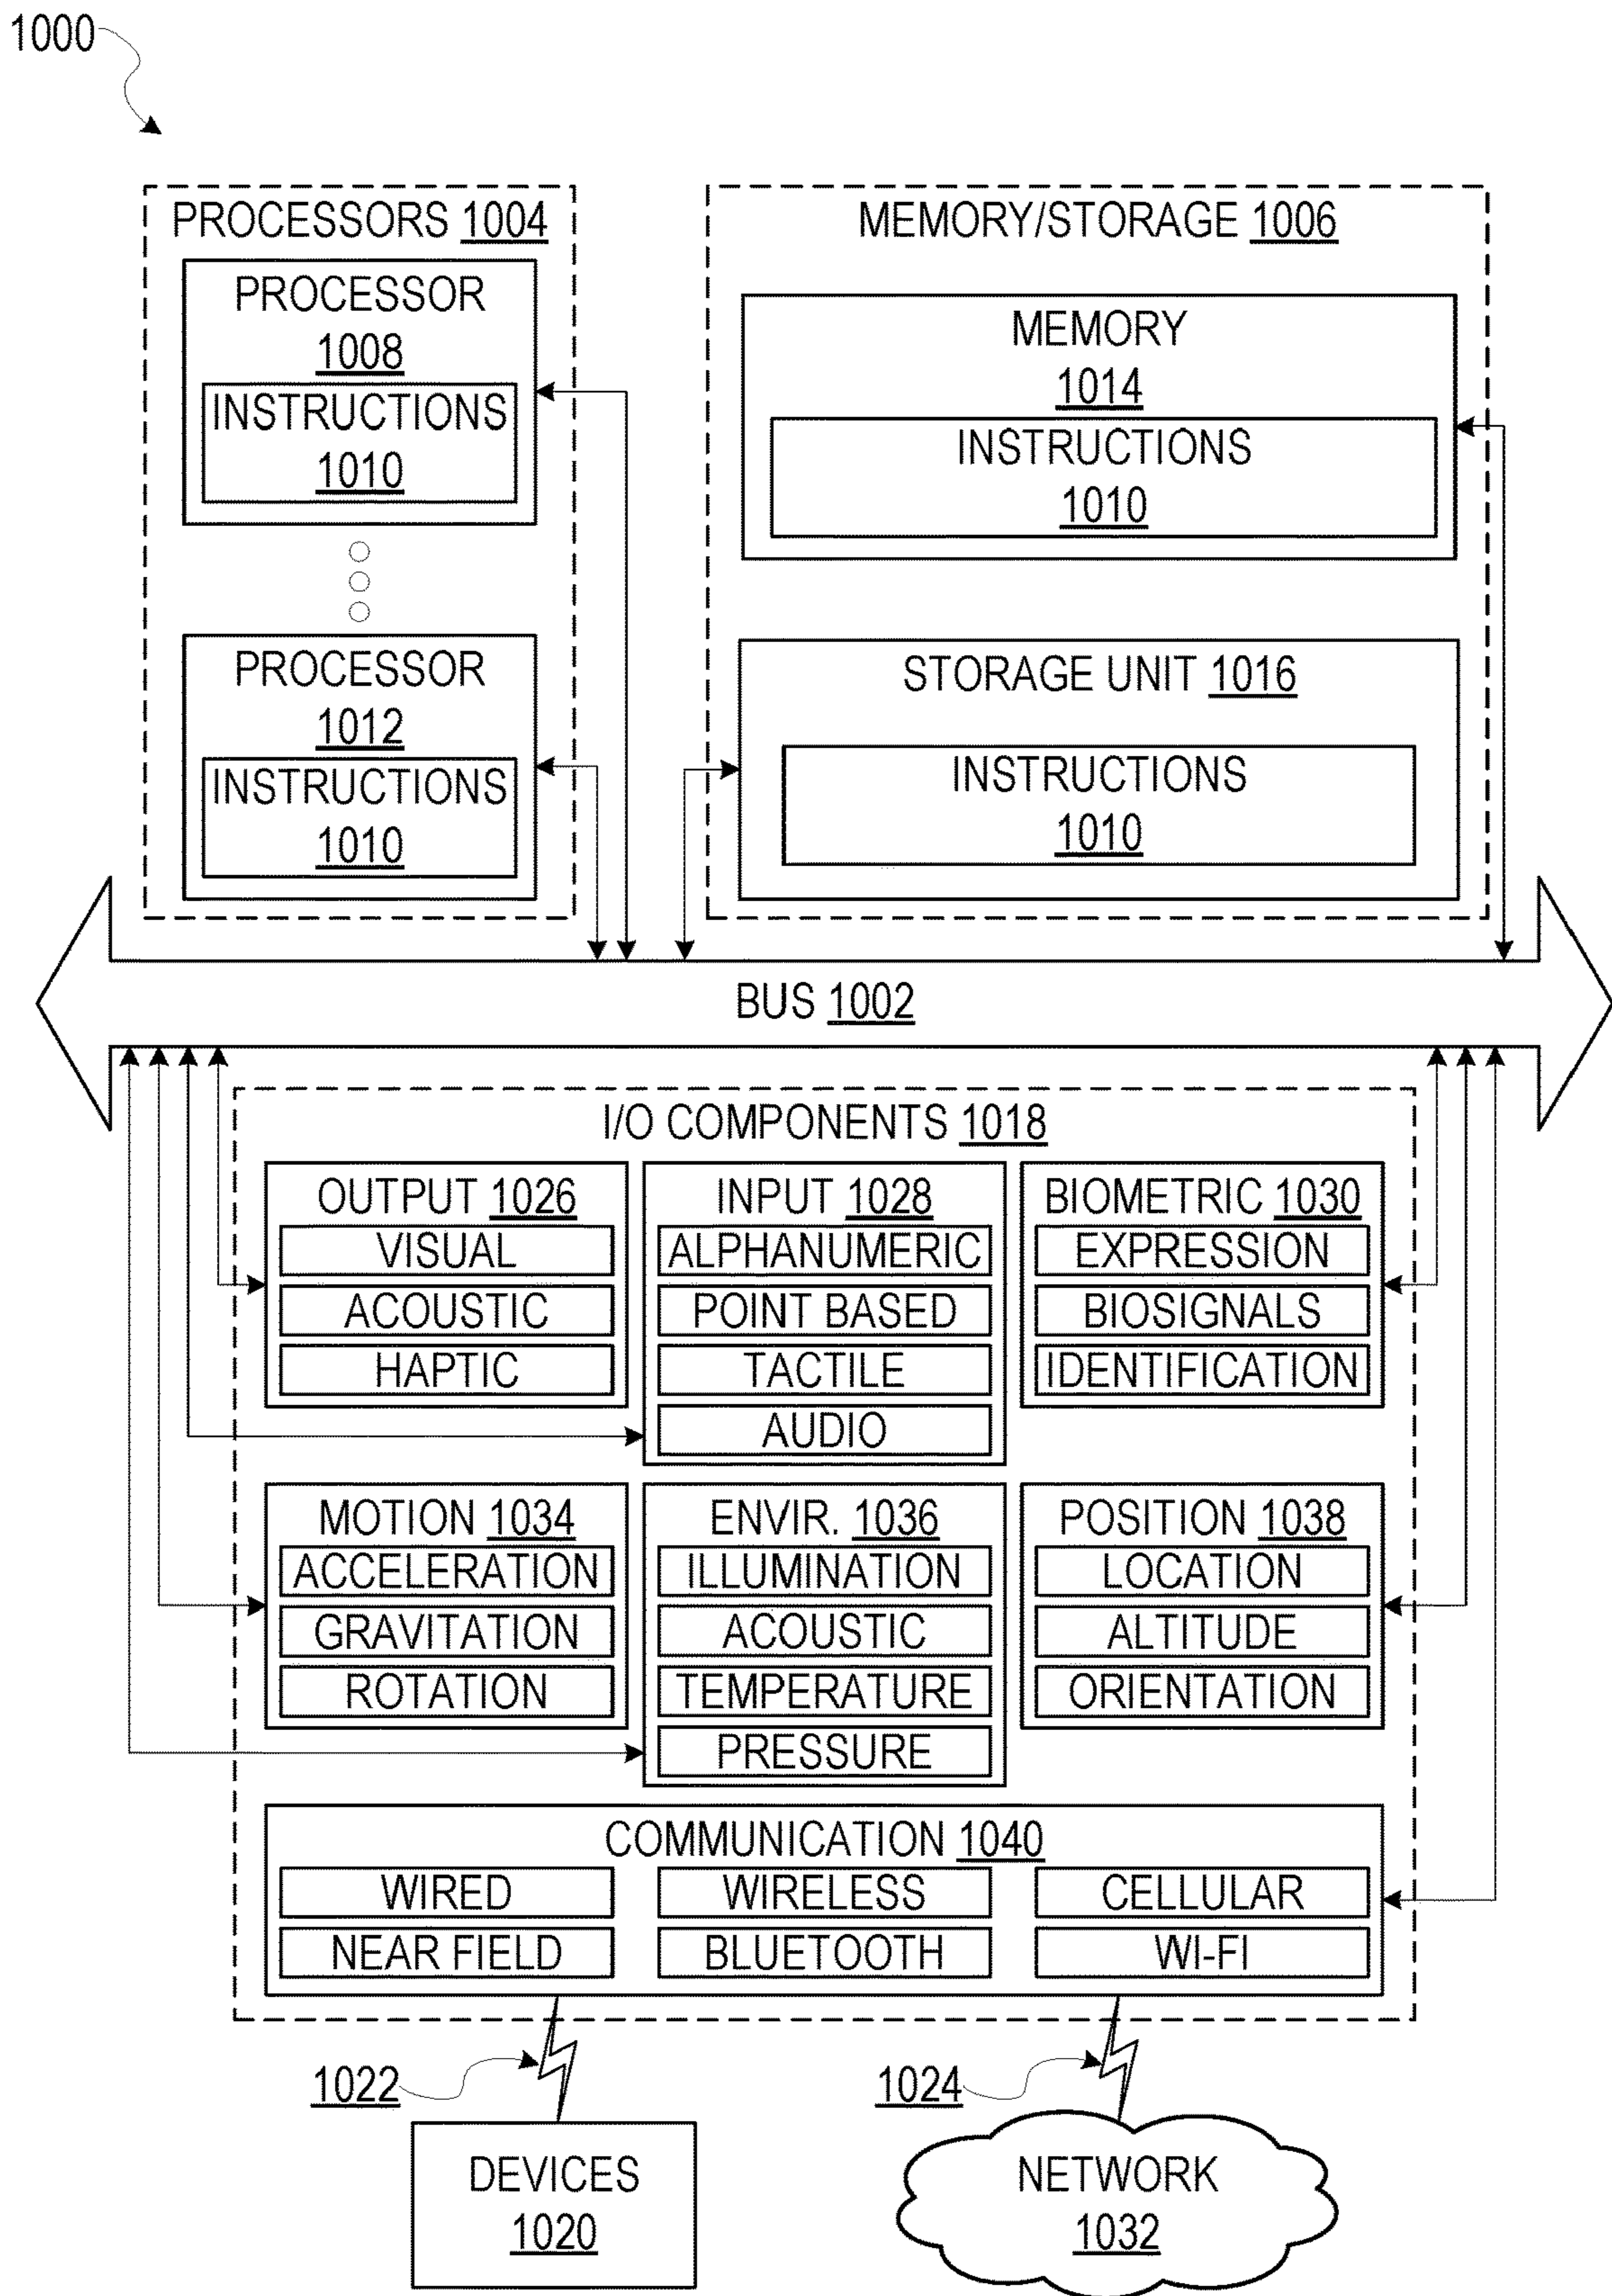 1000
PROCESSORS 1004
PROCESSOR
1008
INSTRUCTIONS
1010
PROCESSOR
1012
INSTRUCTIONS
1010
MEMORY/STORAGE 1006
MEMORY
1014
INSTRUCTIONS
1010
STORAGE UNIT 1016
INSTRUCTIONS
1010
BUS 1002
I/O COMPONENTS 1018
OUTPUT 1026
VISUAL
ACOUSTIC
HAPTIC
INPUT 1028
ALPHANUMERIC
POINT BASED
TACTILE
AUDIO
BIOMETRIC 1030
EXPRESSION
BIOSIGNALS
IDENTIFICATION
MOTION 1034
ACCELERATION
GRAVITATION
ROTATION
ENVIR. 1036
ILLUMINATION
ACOUSTIC
TEMPERATURE
PRESSURE
POSITION 1038
LOCATION
ALTITUDE
ORIENTATION
COMMUNICATION 1040
WIRED
WIRELESS
CELLULAR
NEAR FIELD
BLUETOOTH
WI-FI
1022
1024
DEVICES
1020
NETWORK
1032